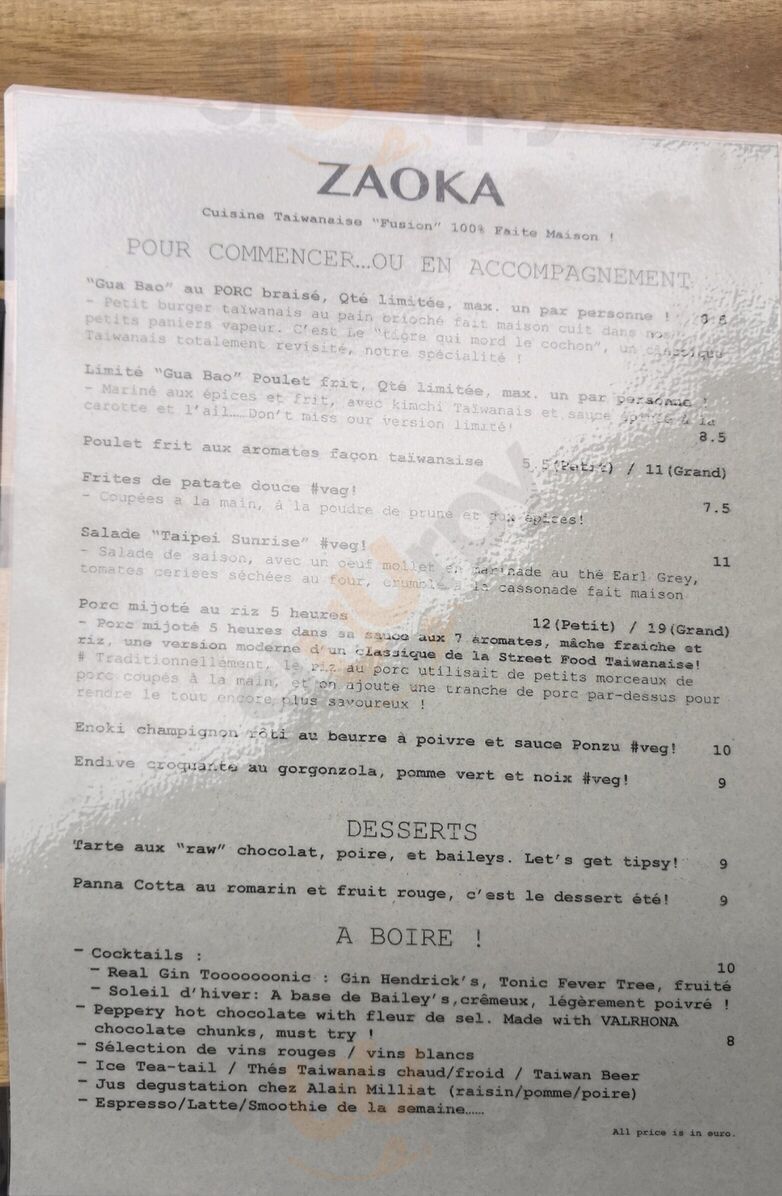 ZAOKA
Cuisine Taiwanaise "Fusion" 100% Faite Maison !
POUR COMMENCER…OU EN ACCOMPAGNEMENT
"Gua Bao" au PORC braisé, Qté limitée, max. un par personne !
- Petit burger taïwanais au pain brioché fait maison cuit dans nos
petits paniers vapeur. C'est Le "tigre qui mord le cochon", un classique
Taiwanais totalement revisité, notre spécialité !
Limité "Gua Bao" Poulet frit, Qté limitée, max. un par personne !
- Mariné aux épices et frit, avec kimchi Taïwanais et sauce épicée à la
carotte et l'ail……Don't miss our version limité!
8.5
Poulet frit aux aromates façon taïwanaise 5.5(Petit) / 11(Grand)
Frites de patate douce #veg!
- Coupées a la main, à la poudre de prune et aux épices! 7.5
Salade "Taipei Sunrise" #veg! 11
- Salade de saison, avec un oeuf mollet en marinade au thé Earl Grey,
tomates cerises séchées au four, crumble à la cassonade fait maison
Porc mijoté au riz 5 heures 12(Petit) / 19(Grand)
- Porc mijoté 5 heures dans sa sauce aux 7 aromates, mâche fraiche et
riz, une version moderne d'un classique de la Street Food Taiwanaise!
# Traditionnellement, le riz au porc utilisait de petits morceaux de
porc coupés à la main, et on ajoute une tranche de porc par-dessus pour
rendre le tout encore plus savoureux !
Enoki champignon rôti au beurre à poivre et sauce Ponzu #veg! 10
Endive croquante au gorgonzola, pomme vert et noix #veg! 9
DESSERTS
Tarte aux "raw" chocolat, poire, et baileys. Let's get tipsy! 9
Panna Cotta au romarin et fruit rouge, c'est le dessert été! 9
A BOIRE !
- Cocktails : 10
- Real Gin Tooooooonic : Gin Hendrick's, Tonic Fever Tree, fruité
- Soleil d'hiver: A base de Bailey's,crêmeux, légèrement poivré !
- Peppery hot chocolate with fleur de sel. Made with VALRHONA
chocolate chunks, must try ! 8
- Sélection de vins rouges / vins blancs
- Ice Tea-tail / Thés Taiwanais chaud/froid / Taiwan Beer
- Jus degustation chez Alain Milliat (raisin/pomme/poire)
- Espresso/Latte/Smoothie de la semaine……
All price is in euro.